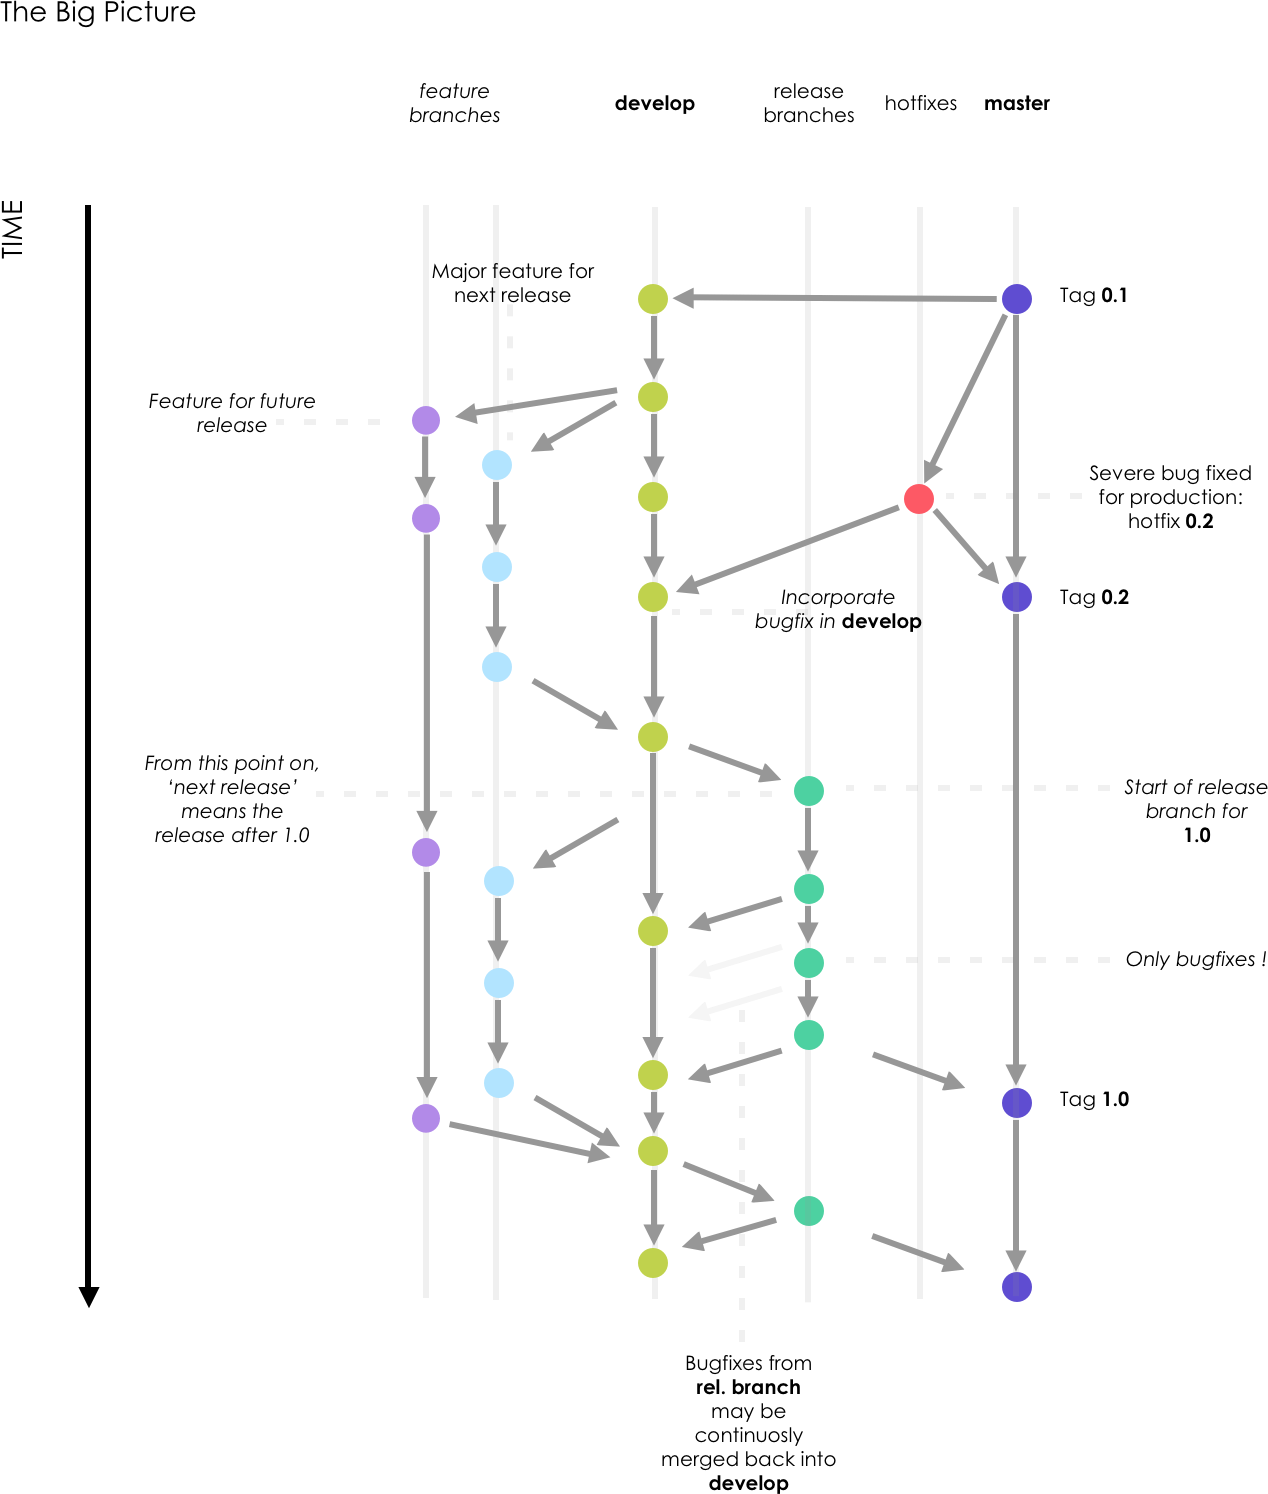 The Big Picture
feature
branches
develop
release
branches
hotfixes
master
TIME
Major feature for
next release
Tag 0.1
Feature for future
release
Severe bug fixed
for production:
hotfix 0.2
Incorporate
bugfix in develop
Tag 0.2
From this point on,
‘next release’
means the
release after 1.0
Start of release
branch for
1.0
Only bugfixes !
Tag 1.0
Bugfixes from
rel. branch
may be
continuosly
merged back into
develop